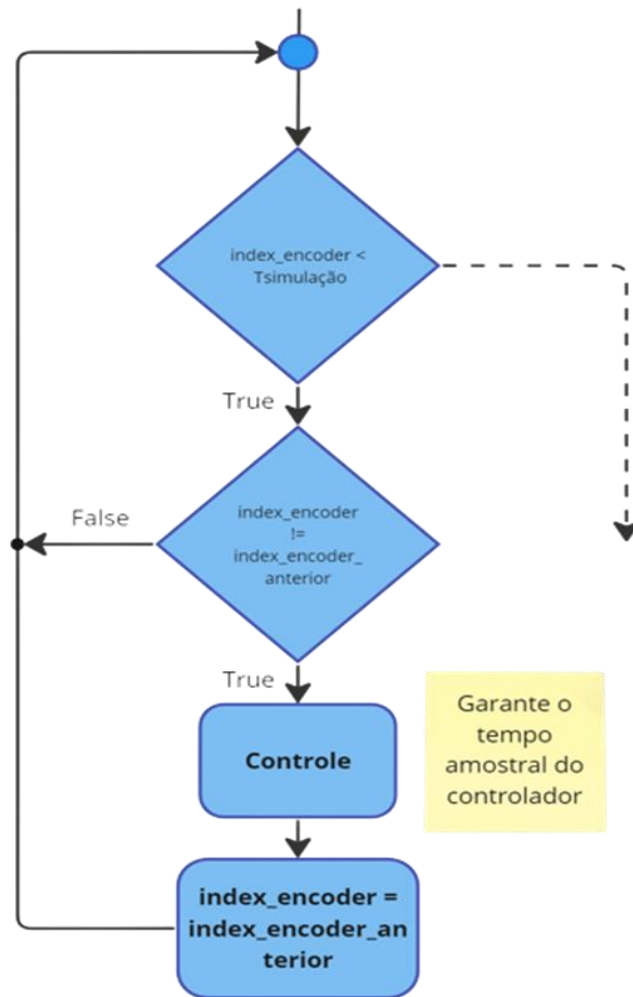 index_encoder <
Tsimulação
True
index_encoder
!=
index_encoder_
anterior
False
True
Controle
Garante o
tempo
amostral do
controlador
index_encoder =
index_encoder_an
terior